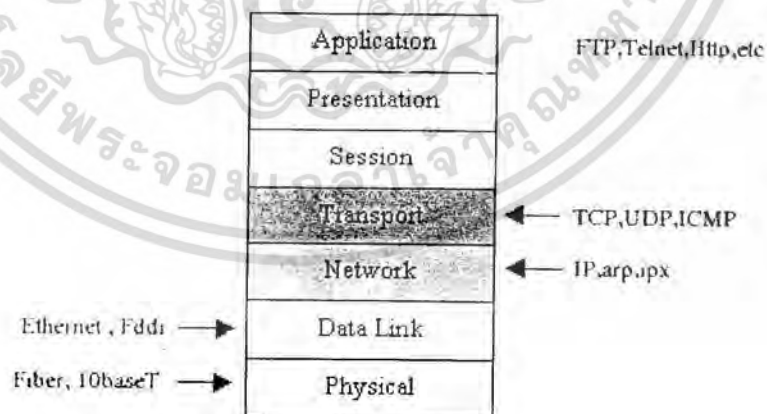 Application FTP,Telnet,Http,etc
Presentation
Session
Transport TCP,UDP,ICMP
Network IP,arp,ipx
Ethernet , Fddi Data Link
Fiber, 10baseT Physical